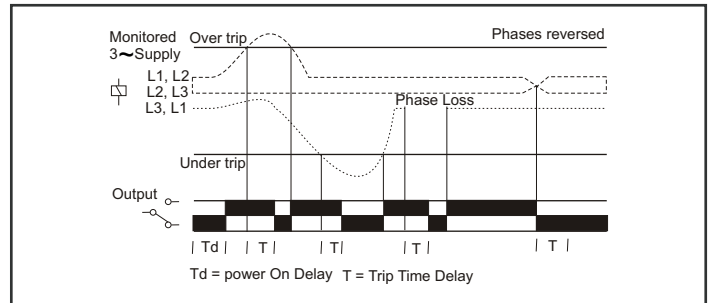 Monitored
3~Supply
Over trip
Phases reversed
L1, L2
L2, L3
L3, L1
Phase Loss
Under trip
Output
Td
T
T
T
T
Td = power On Delay T = Trip Time Delay